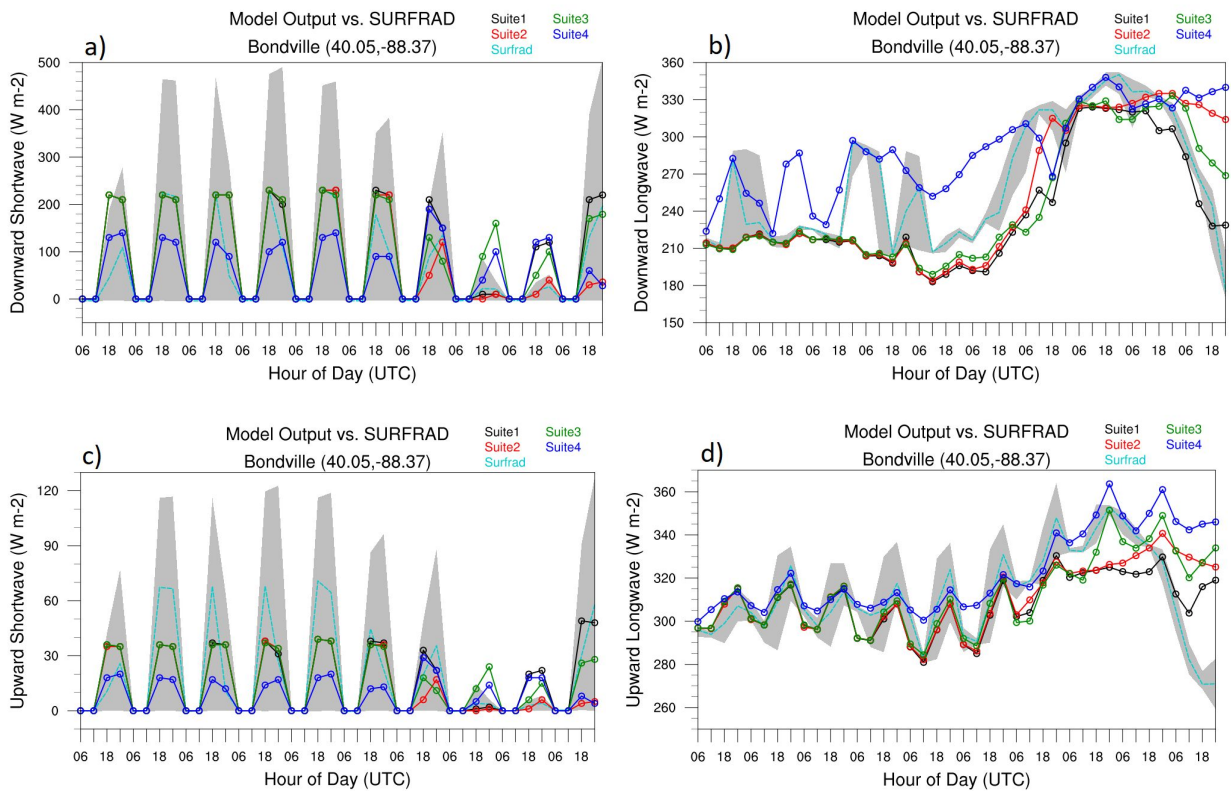 a)
Model Output vs. SURFRAD
Bondville (40.05,-88.37)
Suite1 Suite3
Suite2 Suite4
Surfrad
Downward Shortwave (W m-2)
500
400
300
200
100
0
06 18 06 18 06 18 06 18 06 18 06 18 06 18 06 18 06 18 06 18
Hour of Day (UTC)
b)
Model Output vs. SURFRAD
Bondville (40.05,-88.37)
Suite1 Suite3
Suite2 Suite4
Surfrad
Downward Longwave (W m-2)
360
330
300
270
240
210
180
150
06 18 06 18 06 18 06 18 06 18 06 18 06 18 06 18 06 18 06 18
Hour of Day (UTC)
c)
Model Output vs. SURFRAD
Bondville (40.05,-88.37)
Suite1 Suite3
Suite2 Suite4
Surfrad
Upward Shortwave (W m-2)
120
90
60
30
0
06 18 06 18 06 18 06 18 06 18 06 18 06 18 06 18 06 18 06 18
Hour of Day (UTC)
d)
Model Output vs. SURFRAD
Bondville (40.05,-88.37)
Suite1 Suite3
Suite2 Suite4
Surfrad
Upward Longwave (W m-2)
360
340
320
300
280
260
06 18 06 18 06 18 06 18 06 18 06 18 06 18 06 18 06 18 06 18
Hour of Day (UTC)